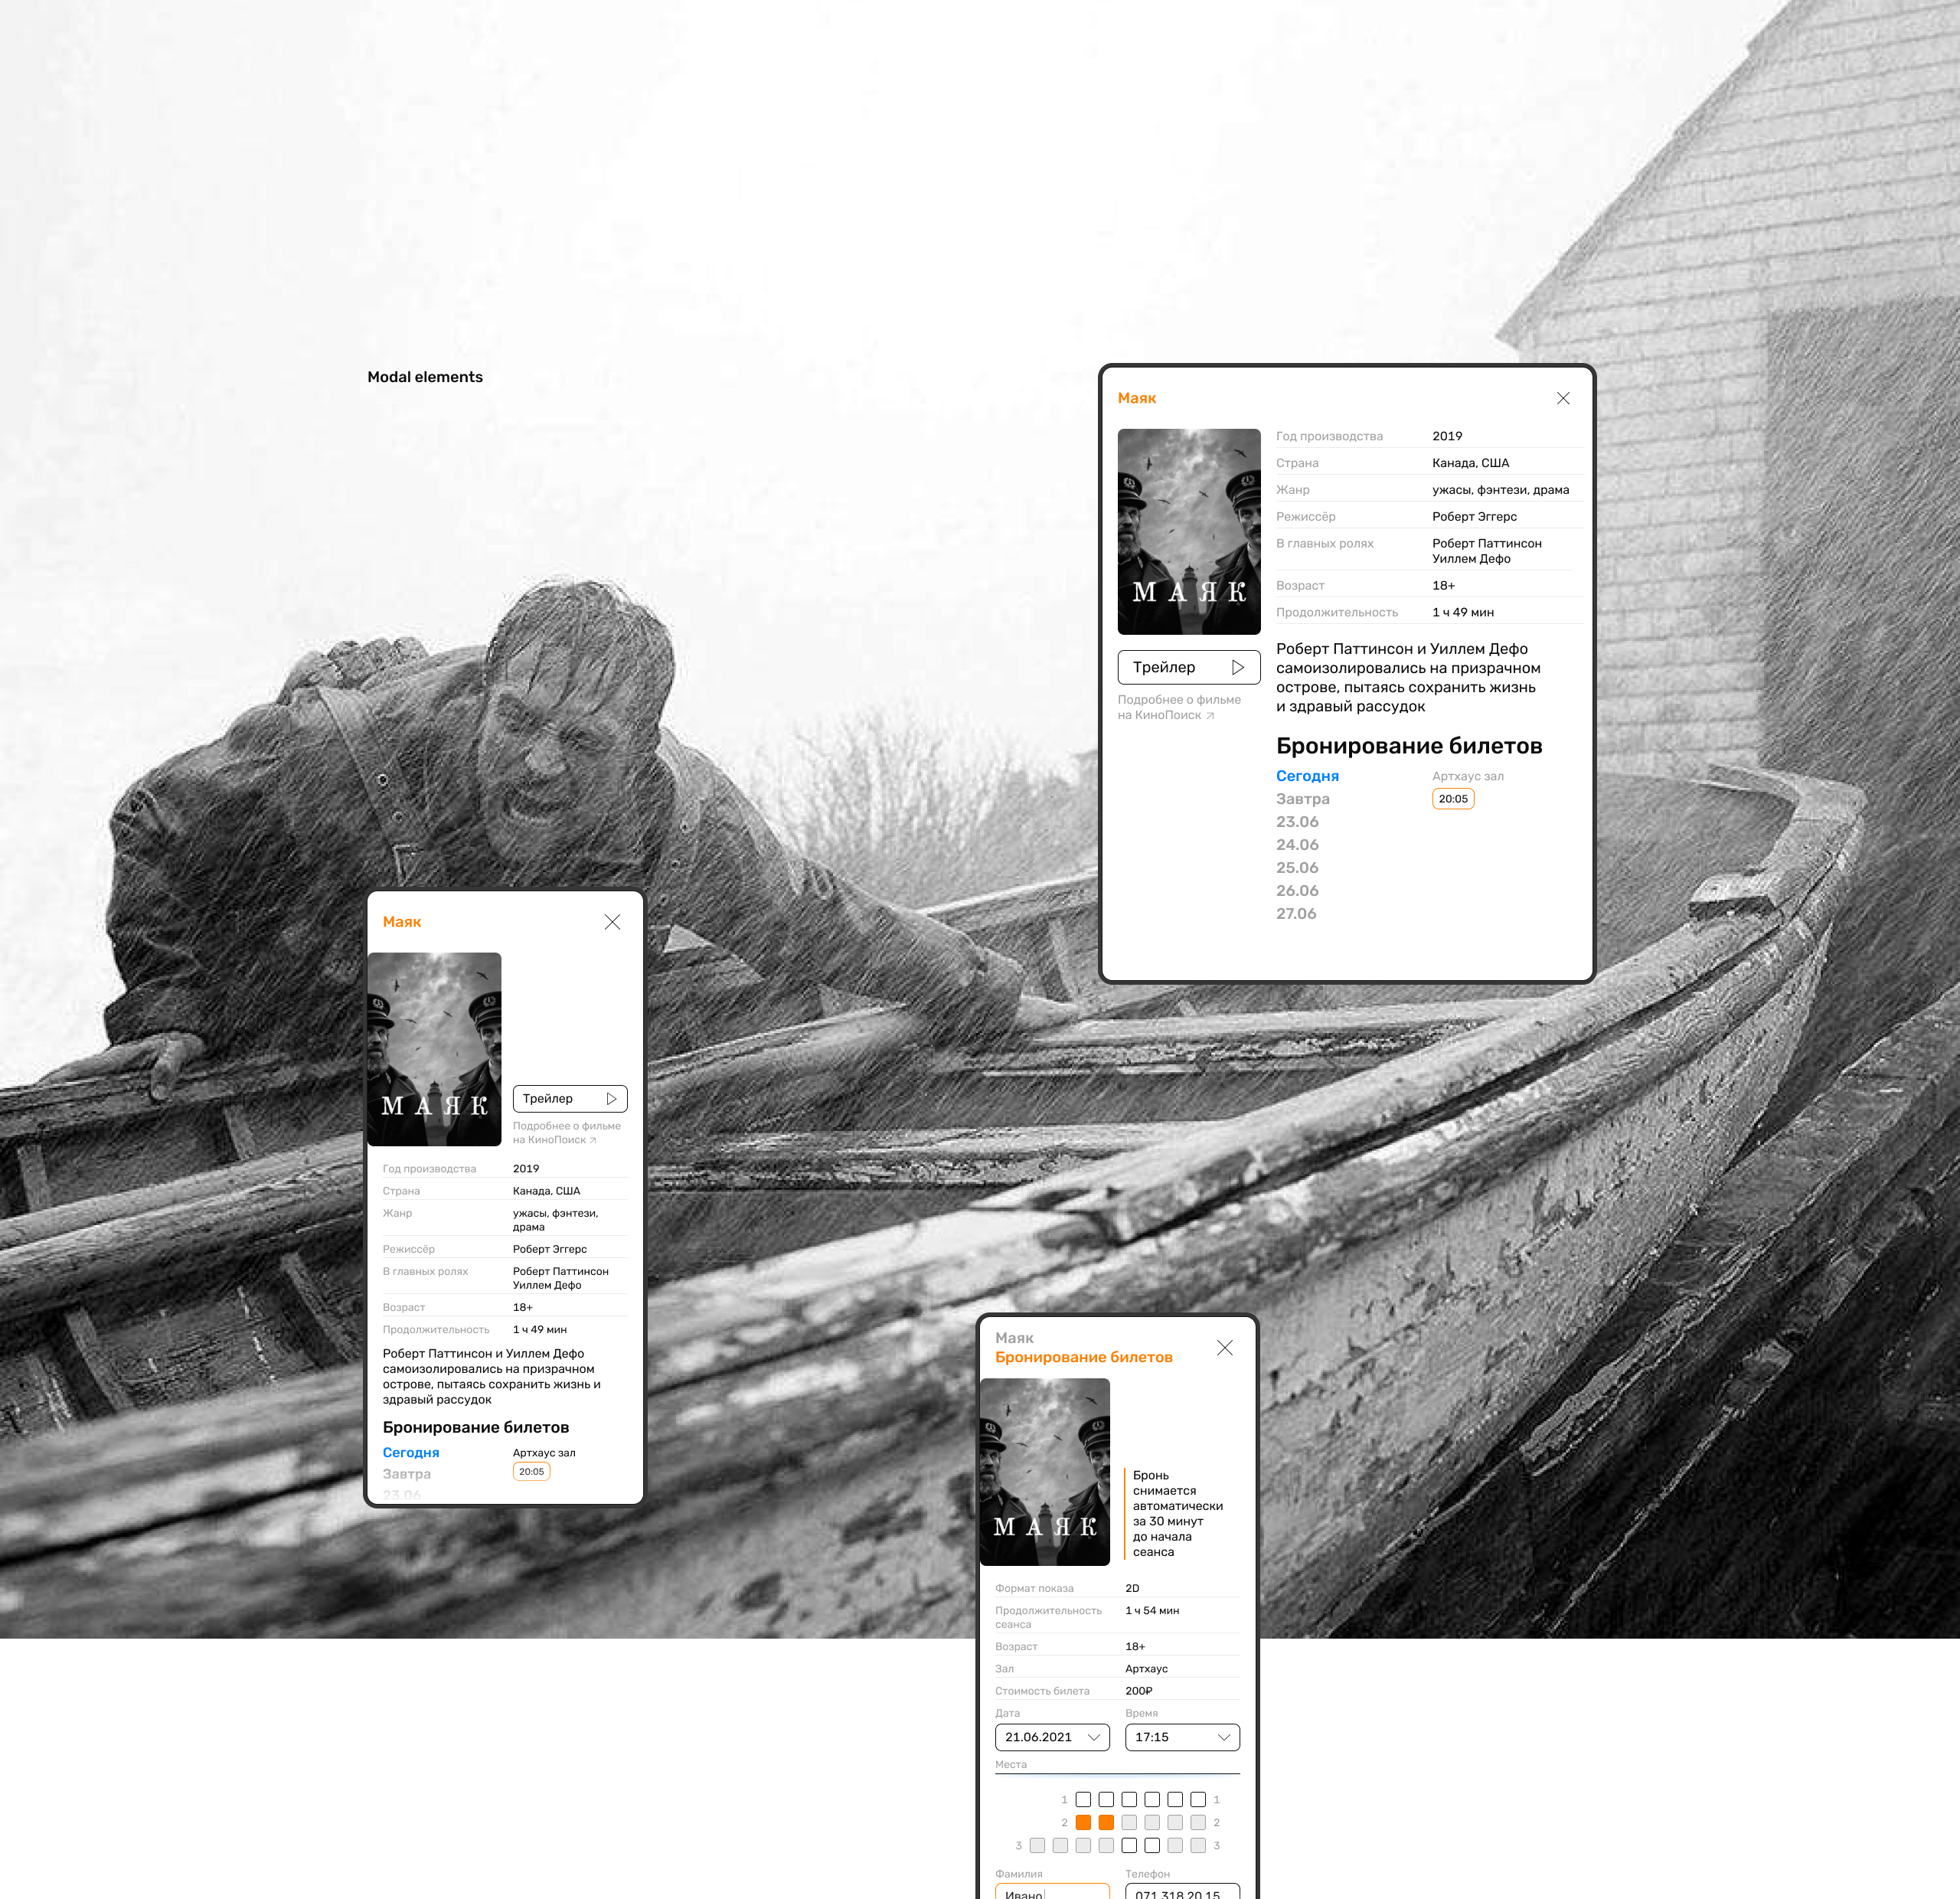 Modal elements
Маяк
МАЯК
Трейлер
Подробнее о фильме
на КиноПоиск
Год производства 2019
Страна Канада, США
Жанр ужасы, фэнтези, драма
Режиссёр Роберт Эггерс
В главных ролях Роберт Паттинсон
Уиллем Дефо
Возраст 18+
Продолжительность 1 ч 49 мин
Роберт Паттинсон и Уиллем Дефо
самоизолировались на призрачном
острове, пытаясь сохранить жизнь
и здравый рассудок
Бронирование билетов
Сегодня Артхаус зал
Завтра 20:05
23.06
24.06
25.06
26.06
27.06
Маяк
МАЯК
Трейлер
Подробнее о фильме
на КиноПоиск
Год производства 2019
Страна Канада, США
Жанр ужасы, фэнтези,
драма
Режиссёр Роберт Эггерс
В главных ролях Роберт Паттинсон
Уиллем Дефо
Возраст 18+
Продолжительность 1 ч 49 мин
Роберт Паттинсон и Уиллем Дефо
самоизолировались на призрачном
острове, пытаясь сохранить жизнь и
здравый рассудок
Бронирование билетов
Сегодня Артхаус зал
Завтра 20:05
23.06
Маяк
Бронирование билетов
МАЯК
Бронь
снимается
автоматически
за 30 минут
до начала
сеанса
Формат показа 2D
Продолжительность 1 ч 54 мин
сеанса
Возраст 18+
Зал Артхаус
Стоимость билета 200₽
Дата Время
21.06.2021 17:15
Места
1 1
2 2
3 3
Фамилия Телефон
Ивано 071 318 20 15